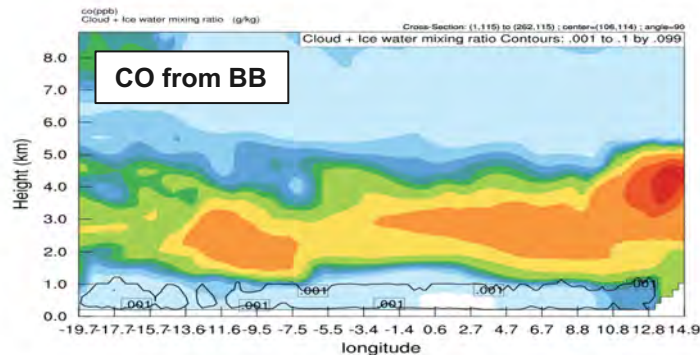 co(ppb)
Cloud + Ice water mixing ratio (g/kg)
Cross-Section: (1,115) to (262,115) ; center=(106,114) ; angle=90
Cloud + Ice water mixing ratio Contours: .001 to .1 by .099
CO from BB
8.0
7.0
6.0
5.0
4.0
3.0
2.0
1.0
0.0
Height (km)
.001
.001
.001
.001
.001
.001
-19.7-17.7-15.7-13.6-11.6 -9.5 -7.5 -5.5 -3.4 -1.4 0.6 2.7 4.7 6.7 8.8 10.8 12.8 14.9
longitude